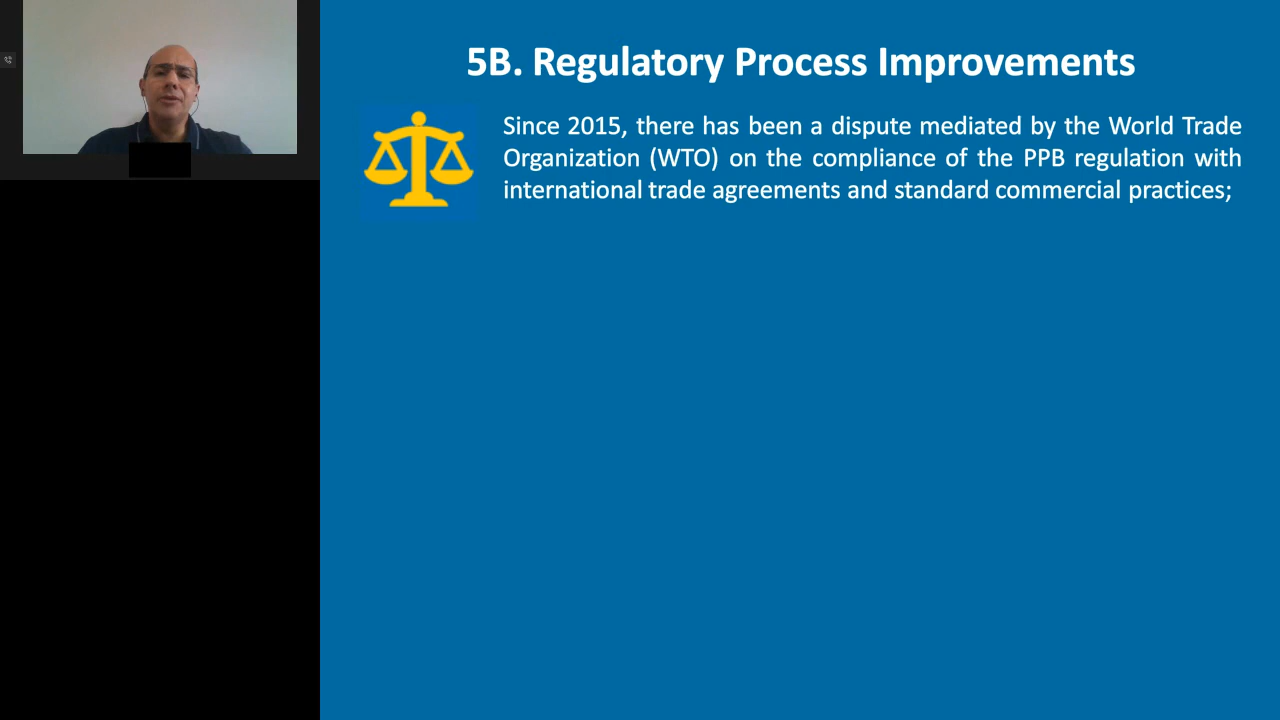 5B. Regulatory Process Improvements
Since 2015, there has been a dispute mediated by the World Trade
Organization (WTO) on the compliance of the PPB regulation with
international trade agreements and standard commercial practices;